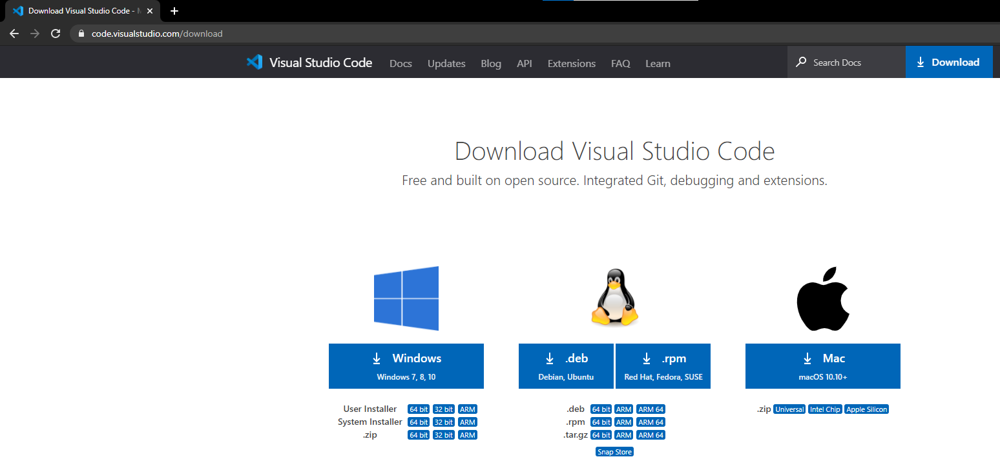 Download Visual Studio Code -
code.visualstudio.com/download
Visual Studio Code Docs Updates Blog API Extensions FAQ Learn Search Docs Download
Download Visual Studio Code
Free and built on open source. Integrated Git, debugging and extensions.
Windows
Windows 7, 8, 10
User Installer 64 bit 32 bit ARM
System Installer 64 bit 32 bit ARM
.zip 64 bit 32 bit ARM
.deb
Debian, Ubuntu
.rpm
Red Hat, Fedora, SUSE
.deb 64 bit ARM ARM 64
.rpm 64 bit ARM ARM 64
.tar.gz 64 bit ARM ARM 64
Snap Store
Mac
macOS 10.10+
.zip Universal Intel Chip Apple Silicon